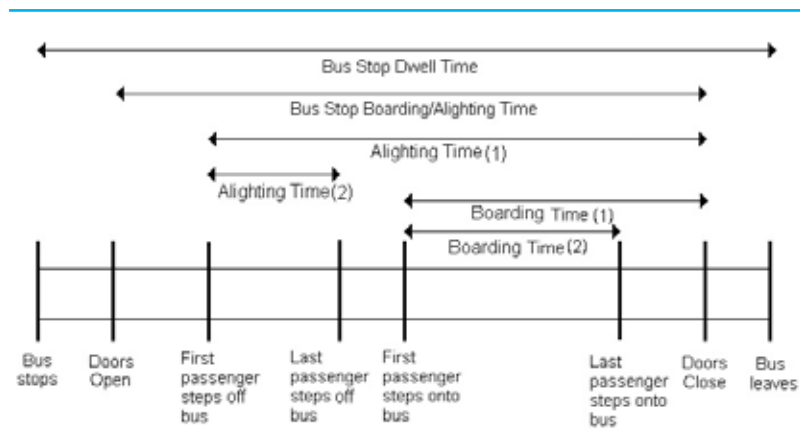 Bus Stop Dwell Time
Bus Stop Boarding/Alighting Time
Alighting Time (1)
Alighting Time (2)
Boarding Time (1)
Boarding Time (2)
Bus
stops
Doors
Open
First
passenger
steps off
bus
Last
passenger
steps off
bus
First
passenger
steps onto
bus
Last
passenger
steps onto
bus
Doors
Close
Bus
leaves